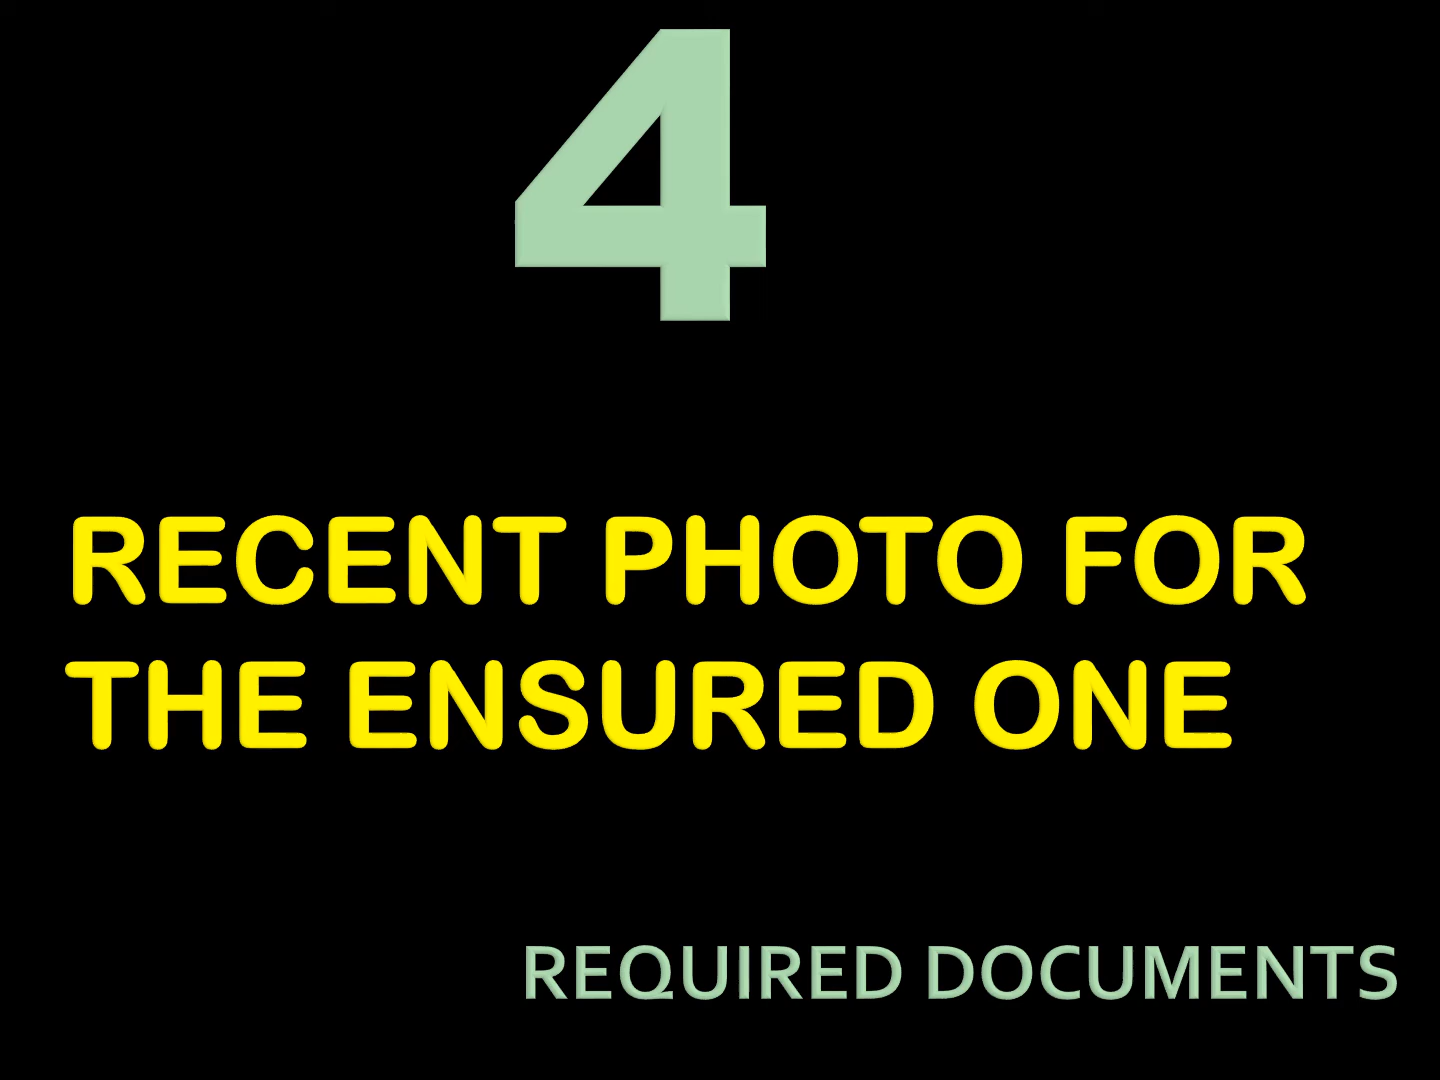 4
RECENT PHOTO FOR
THE ENSURED ONE
REQUIRED DOCUMENTS